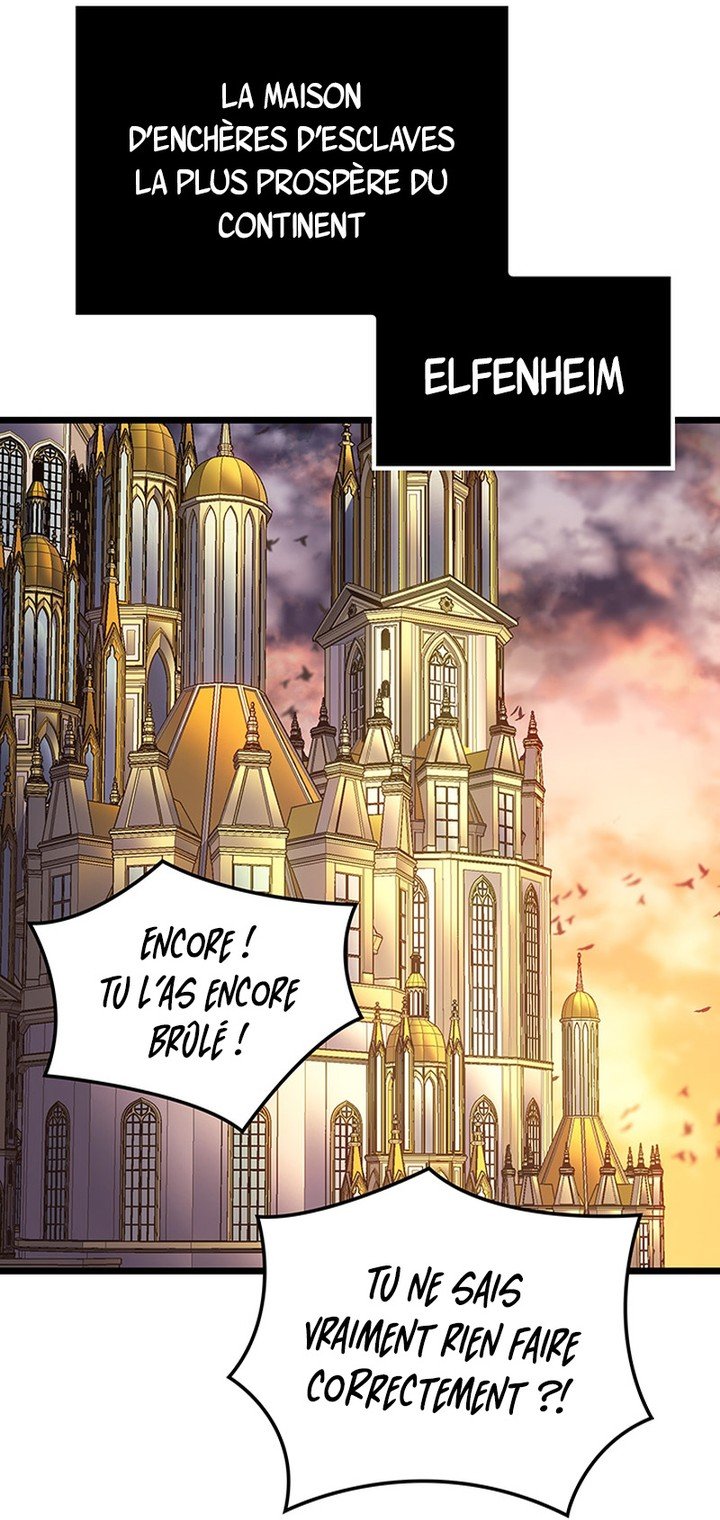 LA MAISON
D'ENCHÈRES D'ESCLAVES
LA PLUS PROSPÈRE DU
CONTINENT
ELFENHEIM
ENCORE !
TU L'AS ENCORE
BRÛLÉ !
TU NE SAIS
VRAIMENT RIEN FAIRE
CORRECTEMENT ?!